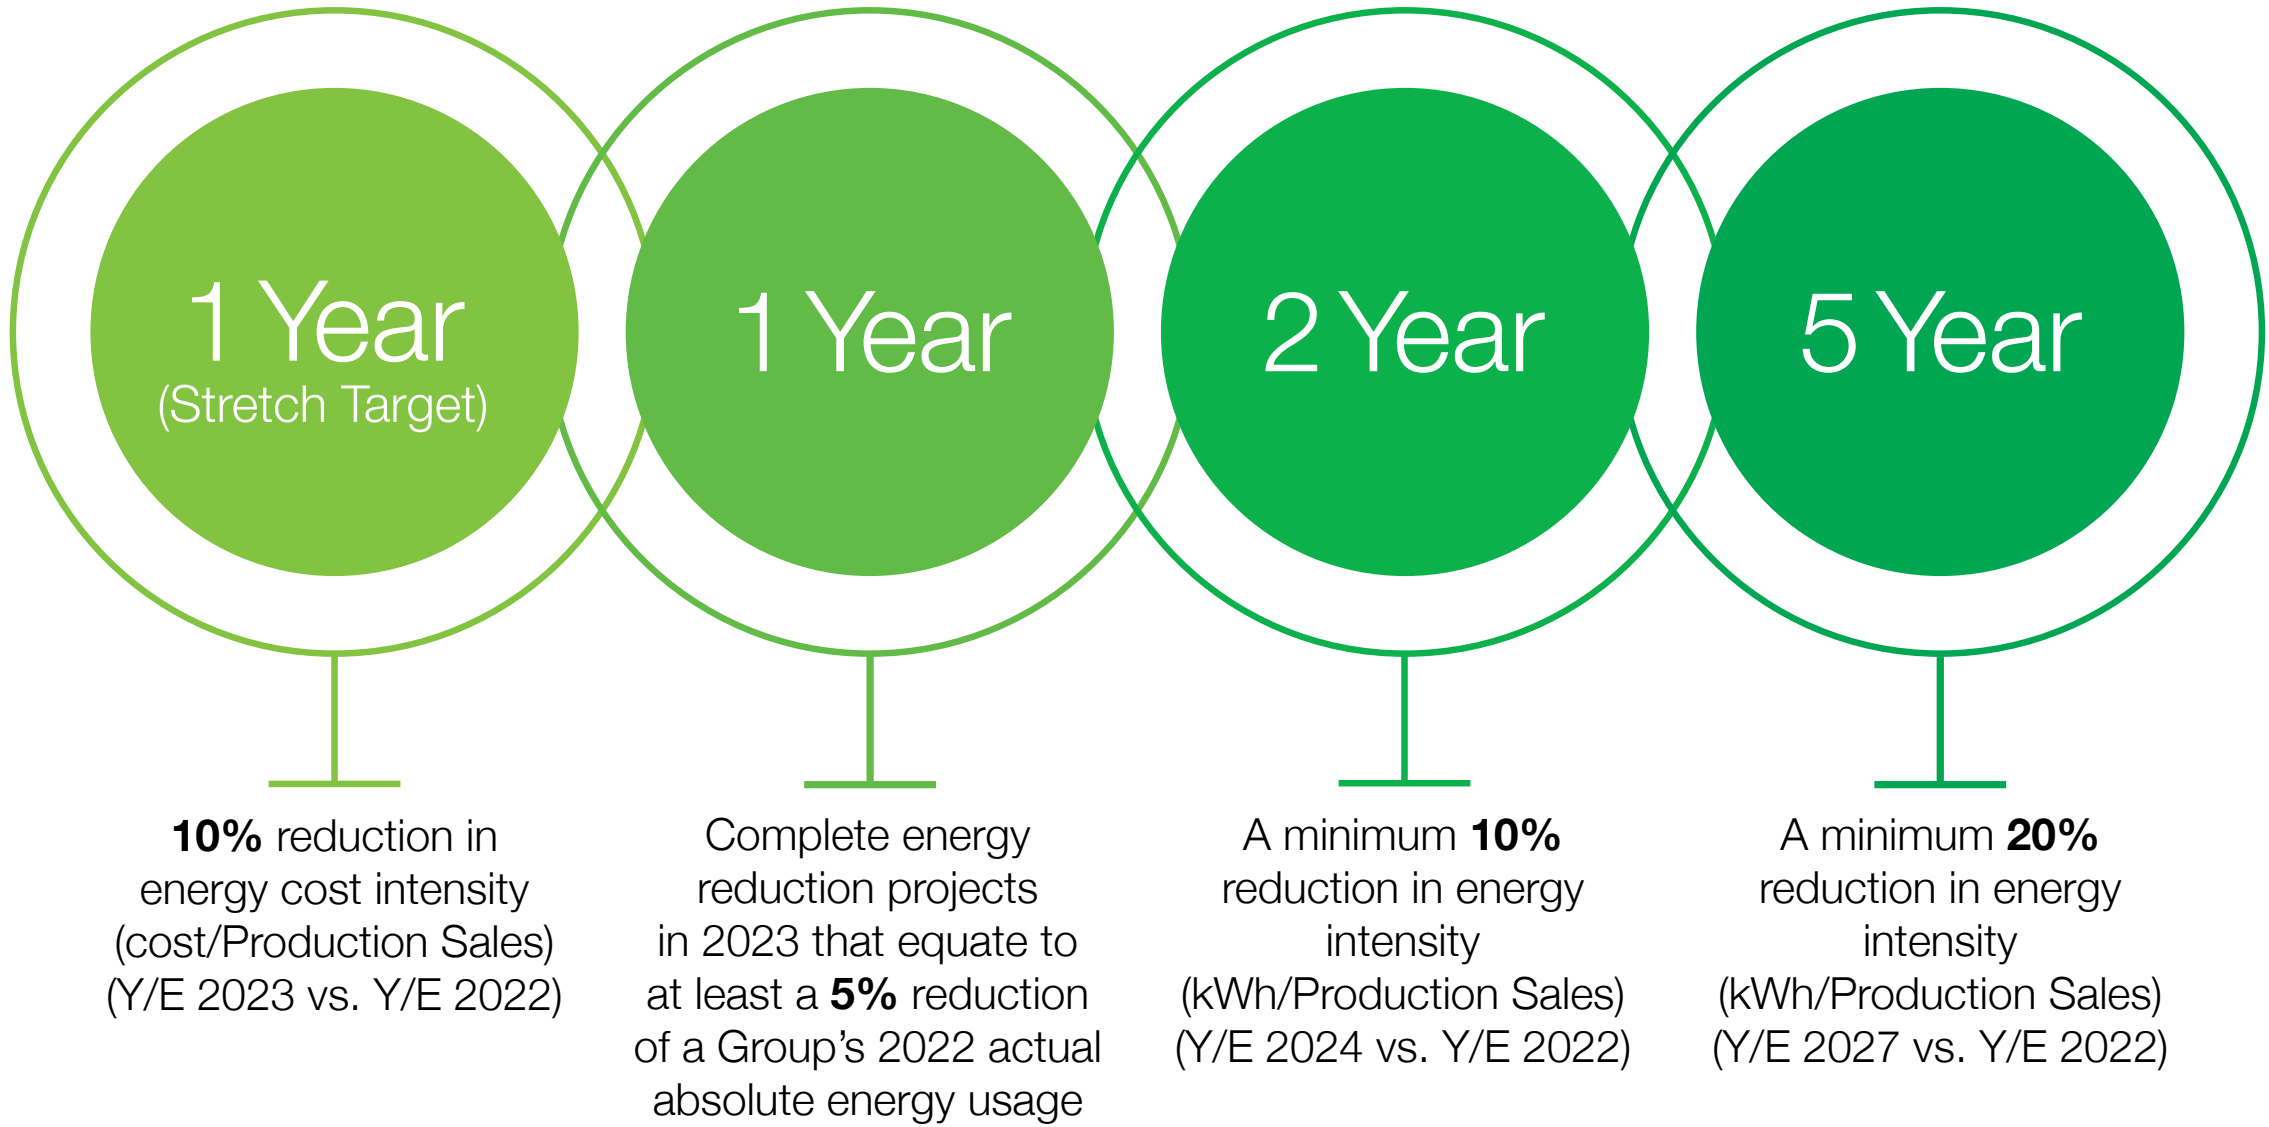 1 Year
(Stretch Target)
1 Year
2 Year
5 Year
10% reduction in
energy cost intensity
(cost/Production Sales)
(Y/E 2023 vs. Y/E 2022)
Complete energy
reduction projects
in 2023 that equate to
at least a 5% reduction
of a Group’s 2022 actual
absolute energy usage
A minimum 10%
reduction in energy
intensity
(kWh/Production Sales)
(Y/E 2024 vs. Y/E 2022)
A minimum 20%
reduction in energy
intensity
(kWh/Production Sales)
(Y/E 2027 vs. Y/E 2022)